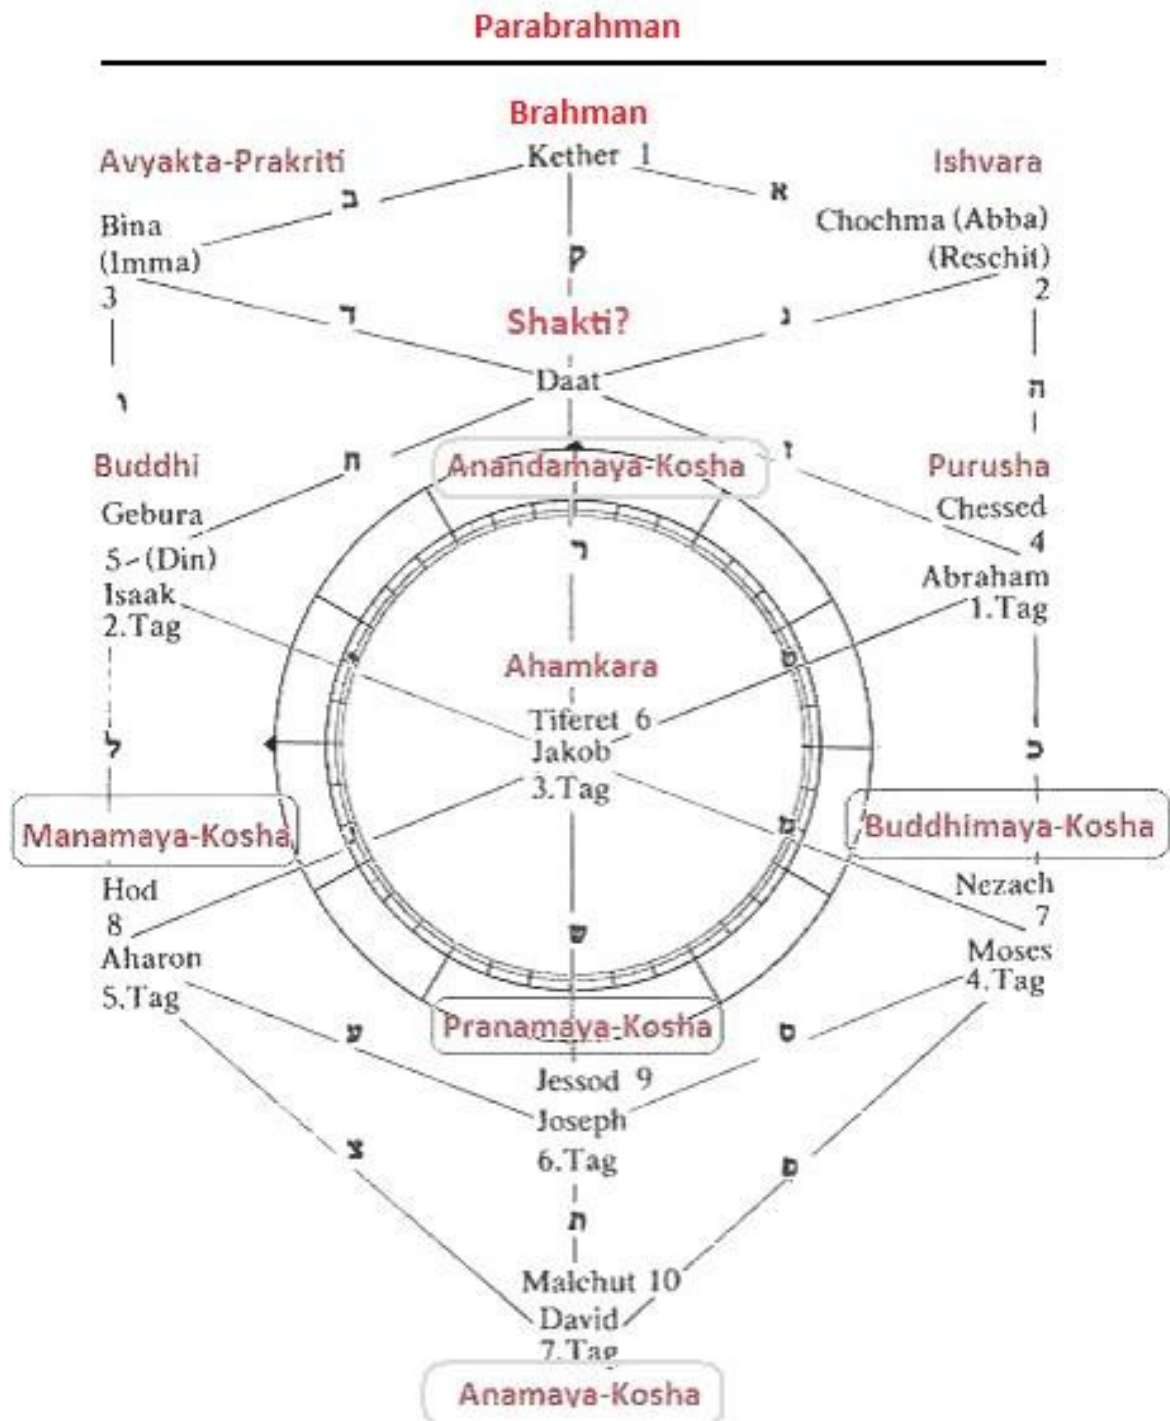 Parabrahman
Brahman
Avyakta-Prakriti
Kether 1
Ishvara
ב
א
Bina
(Imma)
3
Chochma (Abba)
(Reschit)
2
ק
ד
Shakti?
נ
Daat
ו
ה
Buddhi
ח
Anandamaya-Kosha
ז
Purusha
Gebura
5-(Din)
Isaak
2.Tag
Chessed
4
Abraham
1.Tag
ר
Ahamkara
ט
Tiferet 6
Jakob
3.Tag
ל
כ
Manamaya-Kosha
Buddhimaya-Kosha
Hod
8
Aharon
5.Tag
Nezach
7
Moses
4.Tag
ש
Pranamaya-Kosha
ע
ס
Jessod 9
Joseph
6.Tag
צ
ת
Malchut 10
David
7.Tag
Anamaya-Kosha